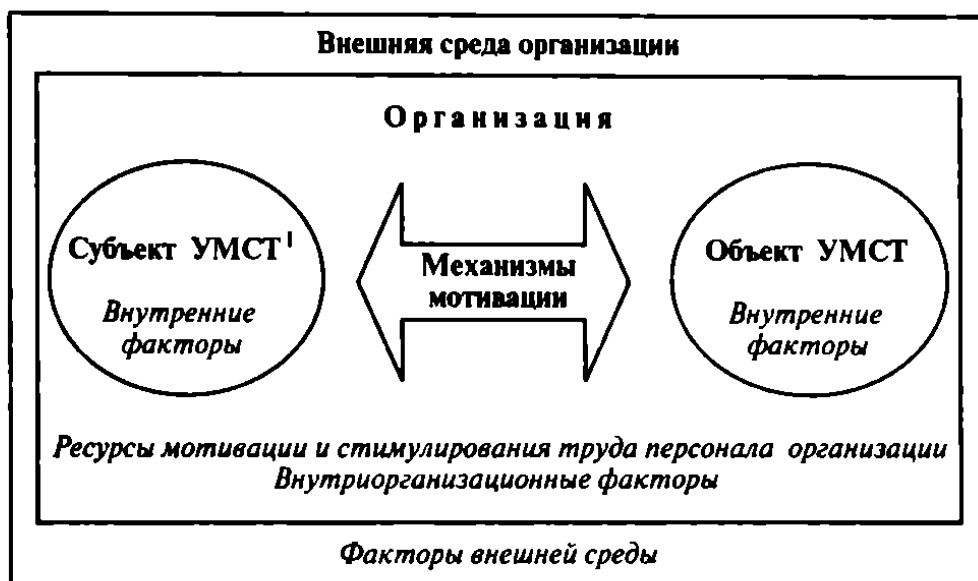 Внешняя среда организации
Организация
Субъект УМСТ¹
Внутренние
факторы
Механизмы
мотивации
Объект УМСТ
Внутренние
факторы
Ресурсы мотивации и стимулирования труда персонала организации
Внутриорганизационные факторы
Факторы внешней среды